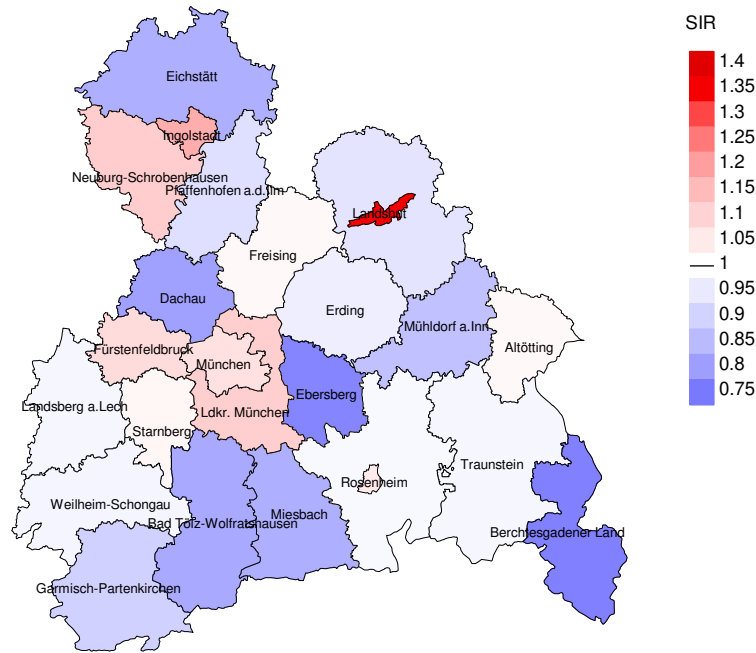 SIR
1.4
1.35
1.3
1.25
1.2
1.15
1.1
1.05
1
0.95
0.9
0.85
0.8
0.75
Eichstätt
Ingolstadt
Neuburg-Schrobenhausen
Pfaffenhofen a.d.Ilm
Landshut
Freising
Dachau
Erding
Mühldorf a.Inn
Altötting
Fürstenfeldbruck
München
Ebersberg
Landsberg a.Lech
Ldkr. München
Starnberg
Traunstein
Rosenheim
Weilheim-Schongau
Miesbach
Bad Tölz-Wolfratshausen
Berchtesgadener Land
Garmisch-Partenkirchen